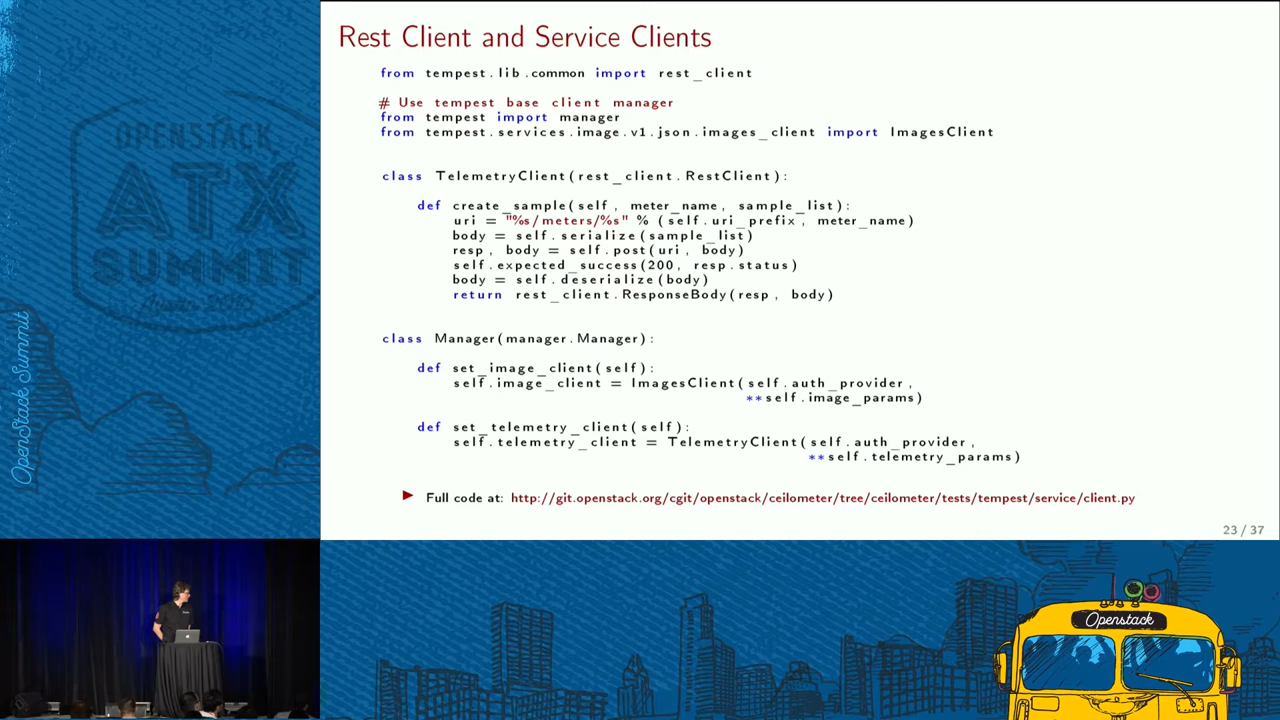 Rest Client and Service Clients
from tempest.lib.common import rest_client
# Use tempest base client manager
from tempest import manager
from tempest.services.image.v1.json.images_client import ImagesClient
class TelemetryClient(rest_client.RestClient):
def create_sample(self, meter_name, sample_list):
uri = "%s/meters/%s" % (self.uri_prefix, meter_name)
body = self.serialize(sample_list)
resp, body = self.post(uri, body)
self.expected_success(200, resp.status)
body = self.deserialize(body)
return rest_client.ResponseBody(resp, body)
class Manager(manager.Manager):
def set_image_client(self):
self.image_client = ImagesClient(self.auth_provider,
**self.image_params)
def set_telemetry_client(self):
self.telemetry_client = TelemetryClient(self.auth_provider,
**self.telemetry_params)
Full code at: http://git.openstack.org/cgit/openstack/ceilometer/tree/ceilometer/tests/tempest/service/client.py
23 / 37
OPENSTACK
ATX
SUMMIT
OpenStack Summit
Openstack